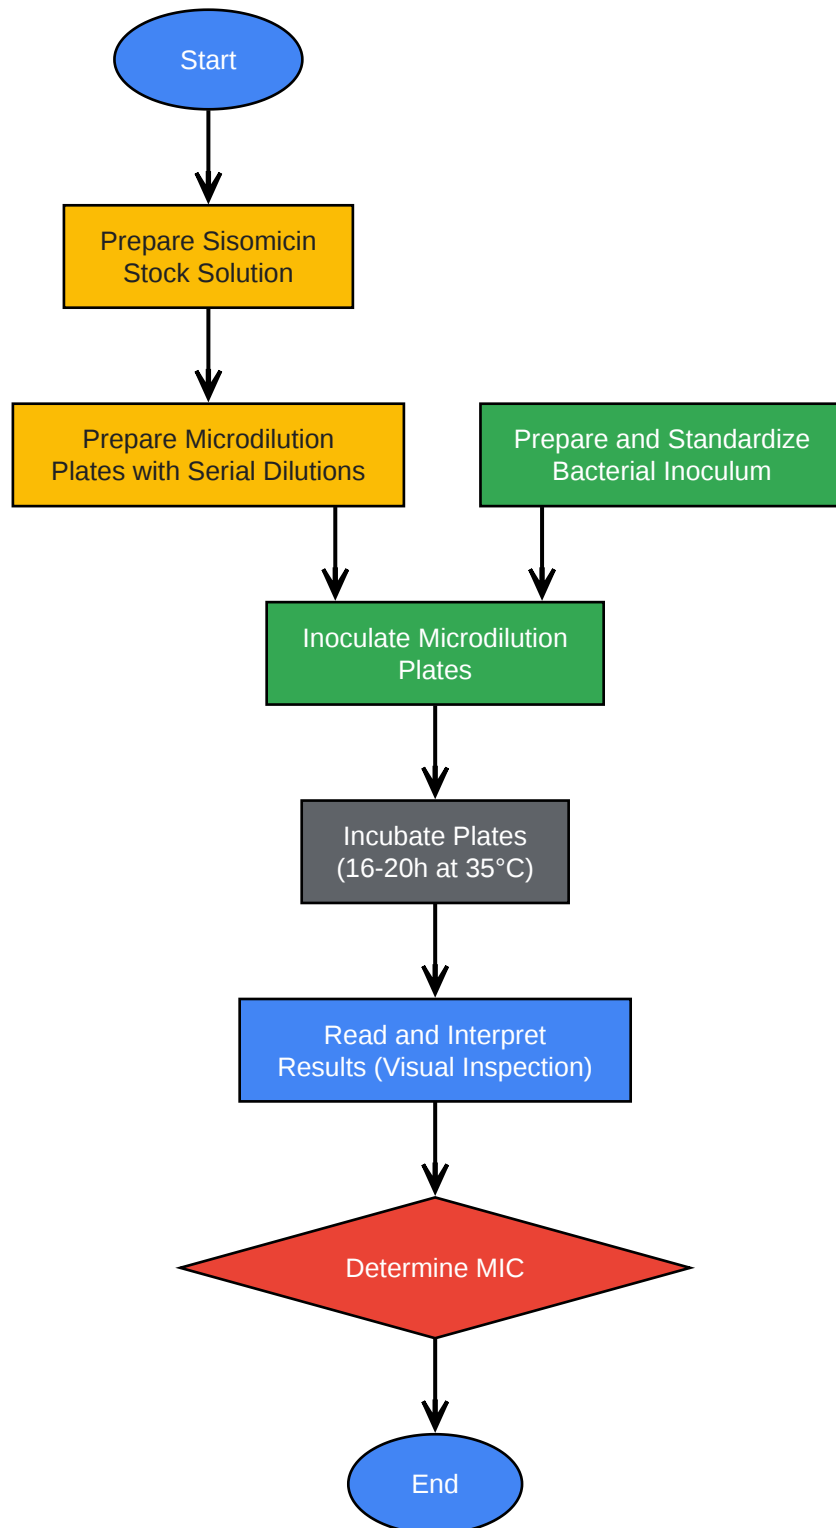 Start
Prepare Sisomicin
Stock Solution
Prepare Microdilution
Plates with Serial Dilutions
Prepare and Standardize
Bacterial Inoculum
Inoculate Microdilution
Plates
Incubate Plates
(16-20h at 35°C)
Read and Interpret
Results (Visual Inspection)
Determine MIC
End